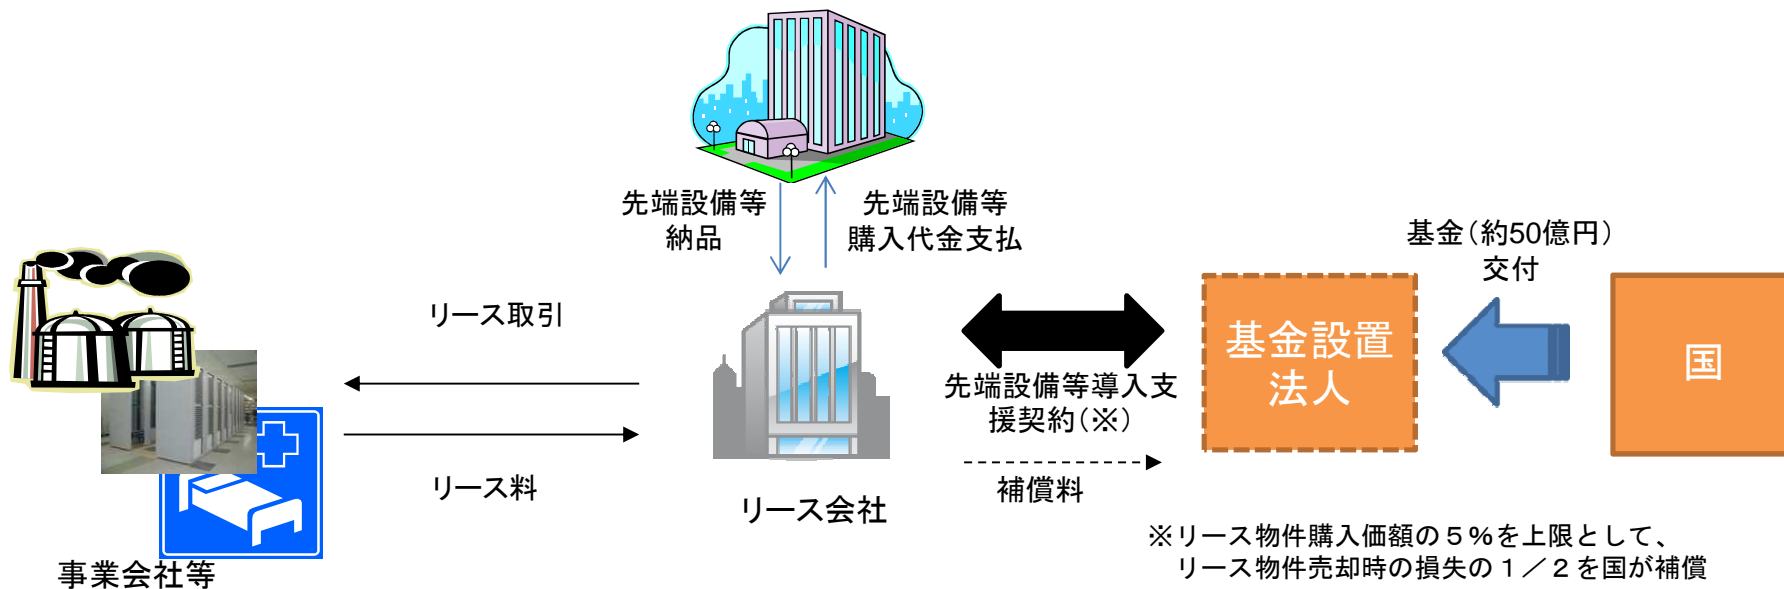 先端設備等
納品
先端設備等
購入代金支払
基金（約50億円）
交付
リース取引
リース料
事業会社等
リース会社
先端設備等導入支
援契約（※）
補償料
基金設置
法人
国
※リース物件購入価額の５％を上限として、
リース物件売却時の損失の１／２を国が補償